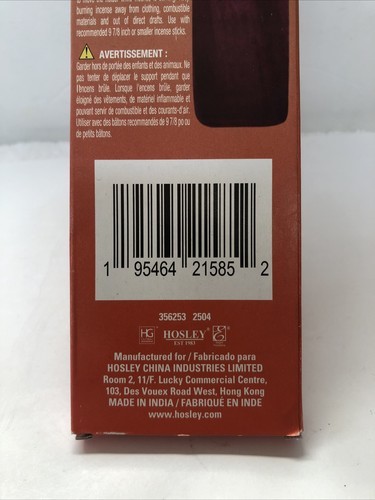 burning incense away from clothing, combustible
materials and out of direct drafts. Use with
recommended 9 7/8 inch or smaller incense sticks.
AVERTISSEMENT :
Garder hors de portée des enfants et des animaux. Ne
pas tenter de déplacer le support pendant que
l'encens brûle. Lorsque l'encens brûle, garder
éloigné des vêtements, de matériel inflammable et
pouvant servir de combustible et des courants-d'air.
Utiliser avec des bâtons recommandés de 9 7/8 po ou
de petits bâtons.
1 95464 21585 2
356253 2504
HG HOSLEY®
EST 1983
Manufactured for / Fabricado para
HOSLEY CHINA INDUSTRIES LIMITED
Room 2, 11/F. Lucky Commercial Centre,
103, Des Vouex Road West, Hong Kong
MADE IN INDIA / FABRIQUÉ EN INDE
www.hosley.com